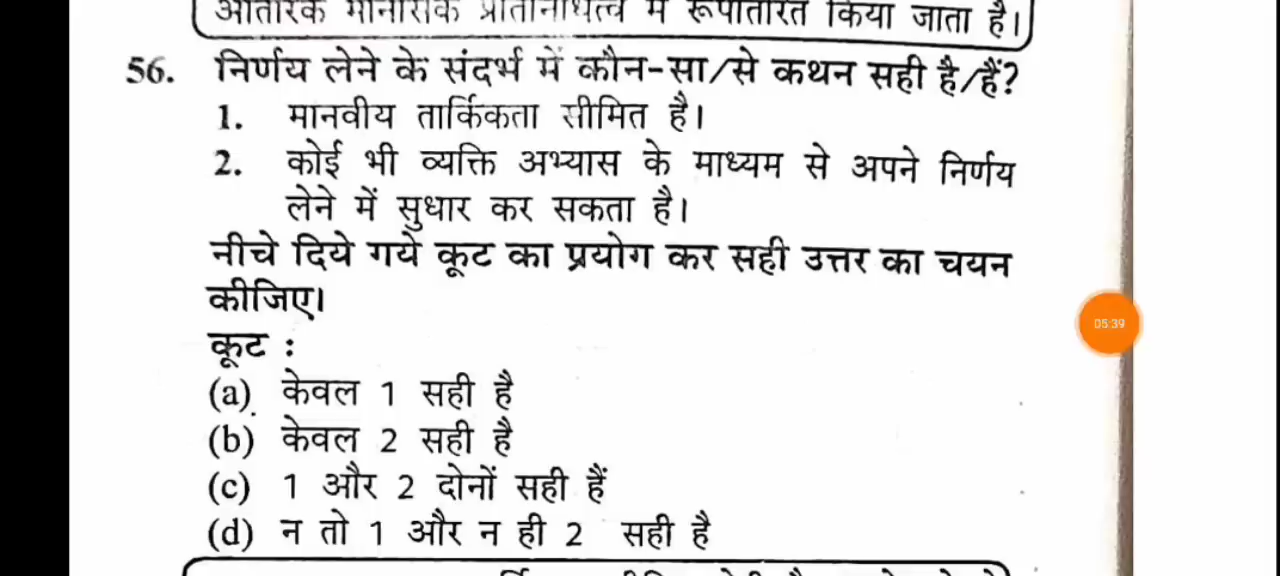 आंतरिक मानसिक प्रतिनिधित्व में रूपांतरित किया जाता है।
56. निर्णय लेने के संदर्भ में कौन-सा/से कथन सही है/हैं?
1. मानवीय तार्किकता सीमित है।
2. कोई भी व्यक्ति अभ्यास के माध्यम से अपने निर्णय
लेने में सुधार कर सकता है।
नीचे दिये गये कूट का प्रयोग कर सही उत्तर का चयन
कीजिए।
कूट :
(a) केवल 1 सही है
(b) केवल 2 सही है
(c) 1 और 2 दोनों सही हैं
(d) न तो 1 और न ही 2 सही है
05:39